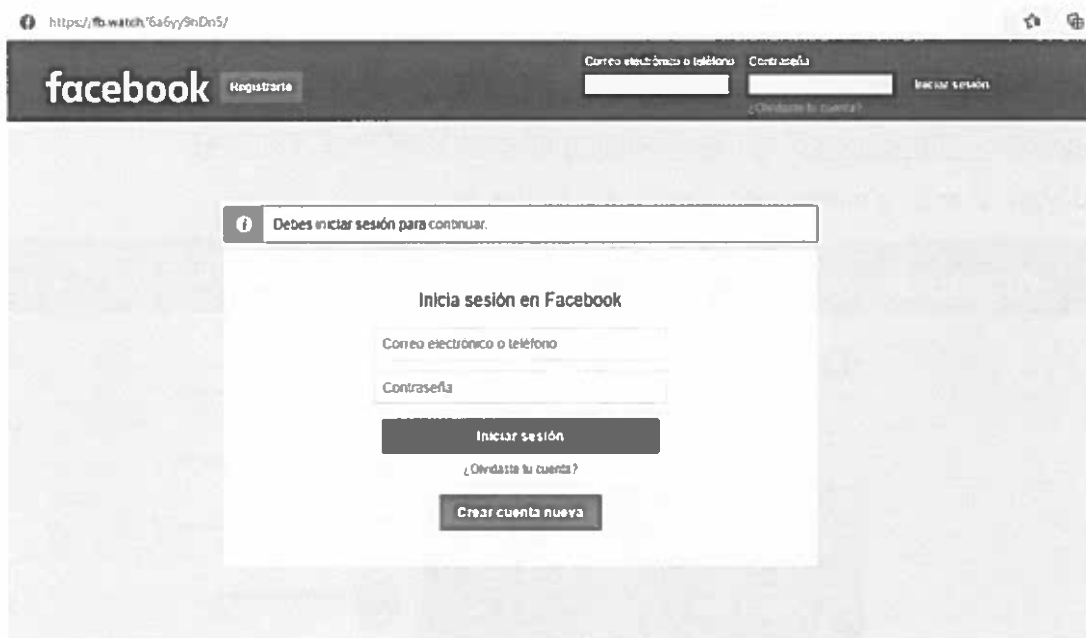 https://fb.watch/6a6yy9hDn5/
Correo electrónico o teléfono Contraseña
facebook Registrarte Iniciar sesión
¿Olvidaste tu cuenta?
Debes iniciar sesión para continuar.
Inicia sesión en Facebook
Correo electrónico o teléfono
Contraseña
Iniciar sesión
¿Olvidaste tu cuenta?
Crear cuenta nueva